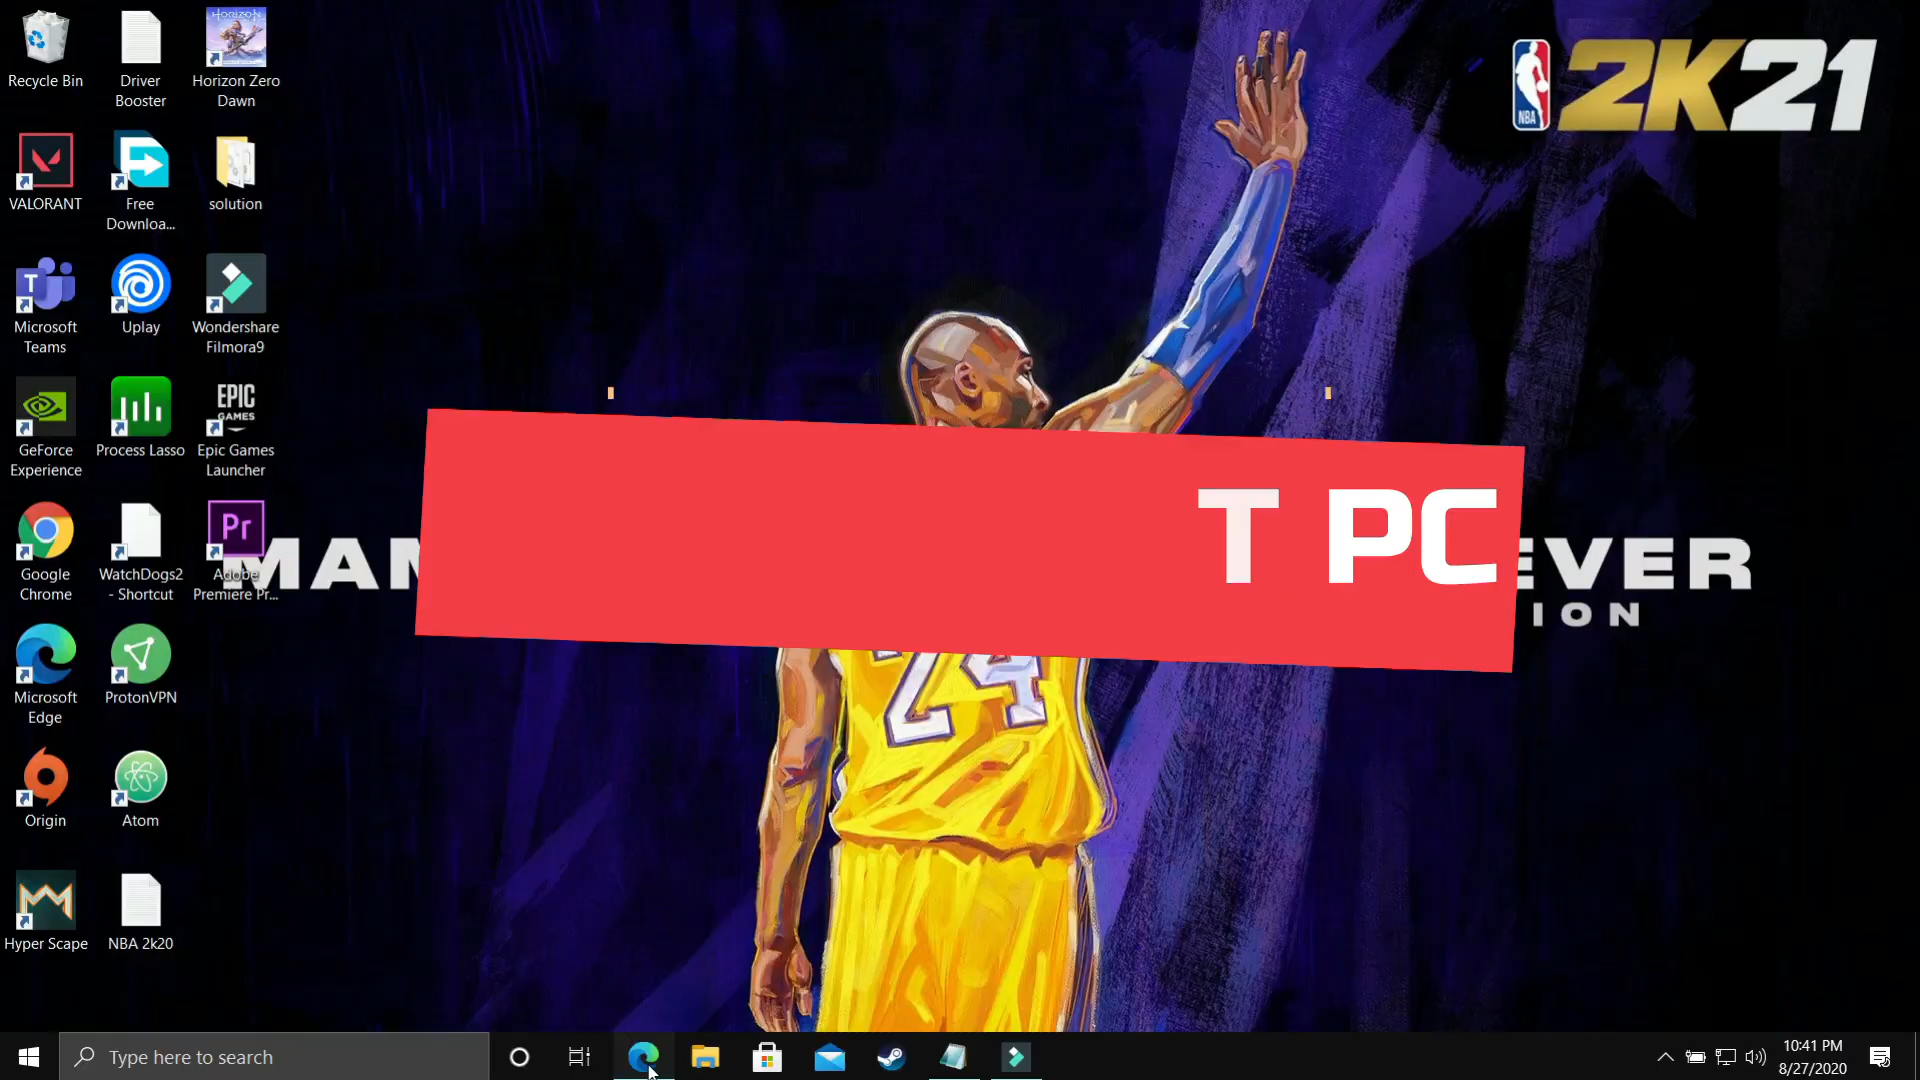 Recycle Bin
Driver
Booster
HORIZON
Horizon Zero
Dawn
NBA
2K21
VALORANT
Free
Downloa...
solution
T
Microsoft
Teams
Uplay
Wondershare
Filmora9
EPIC
GAMES
GeForce
Experience
Process Lasso
Epic Games
Launcher
T PC
Pr
MAM
EVER
ION
Google
Chrome
WatchDogs2
- Shortcut
Adobe
Premiere Pr...
24
Microsoft
Edge
ProtonVPN
Origin
Atom
Hyper Scape
NBA 2k20
Type here to search
10:41 PM
8/27/2020